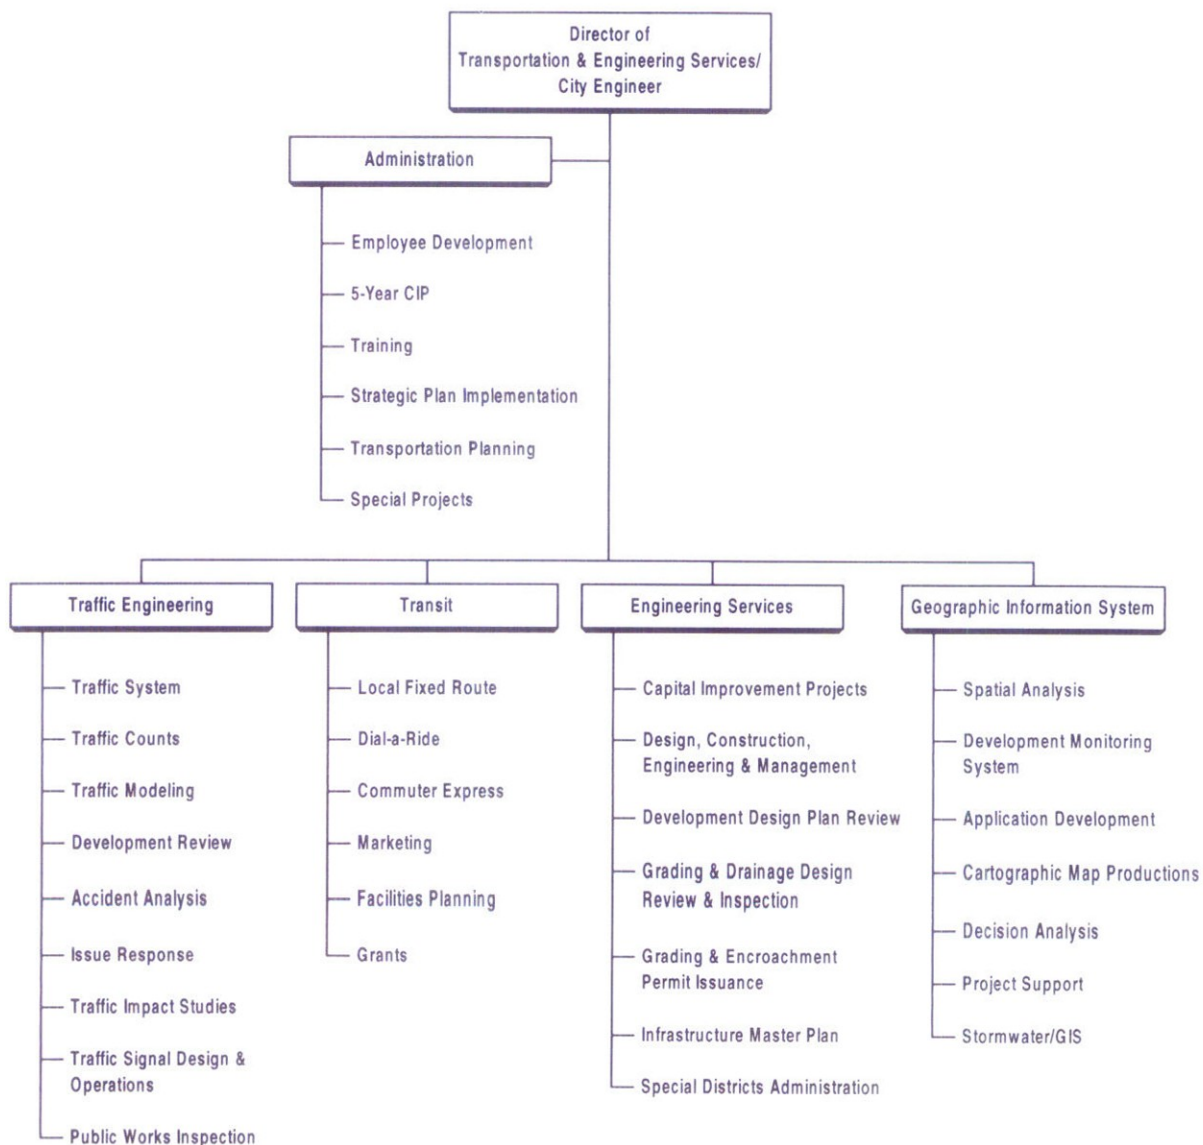 Director of
Transportation & Engineering Services/
City Engineer
Administration
Employee Development
5-Year CIP
Training
Strategic Plan Implementation
Transportation Planning
Special Projects
Traffic Engineering
Traffic System
Traffic Counts
Traffic Modeling
Development Review
Accident Analysis
Issue Response
Traffic Impact Studies
Traffic Signal Design &
Operations
Public Works Inspection
Transit
Local Fixed Route
Dial-a-Ride
Commuter Express
Marketing
Facilities Planning
Grants
Engineering Services
Capital Improvement Projects
Design, Construction,
Engineering & Management
Development Design Plan Review
Grading & Drainage Design
Review & Inspection
Grading & Encroachment
Permit Issuance
Infrastructure Master Plan
Special Districts Administration
Geographic Information System
Spatial Analysis
Development Monitoring
System
Application Development
Cartographic Map Productions
Decision Analysis
Project Support
Stormwater/GIS